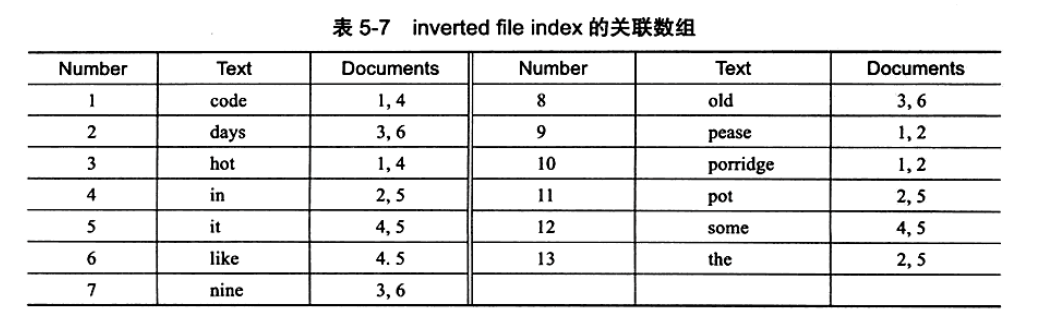 表 5-7 inverted file index 的关联数组
Number Text Documents Number Text Documents
1 code 1, 4 8 old 3, 6
2 days 3, 6 9 pease 1, 2
3 hot 1, 4 10 porridge 1, 2
4 in 2, 5 11 pot 2, 5
5 it 4, 5 12 some 4, 5
6 like 4. 5 13 the 2, 5
7 nine 3, 6